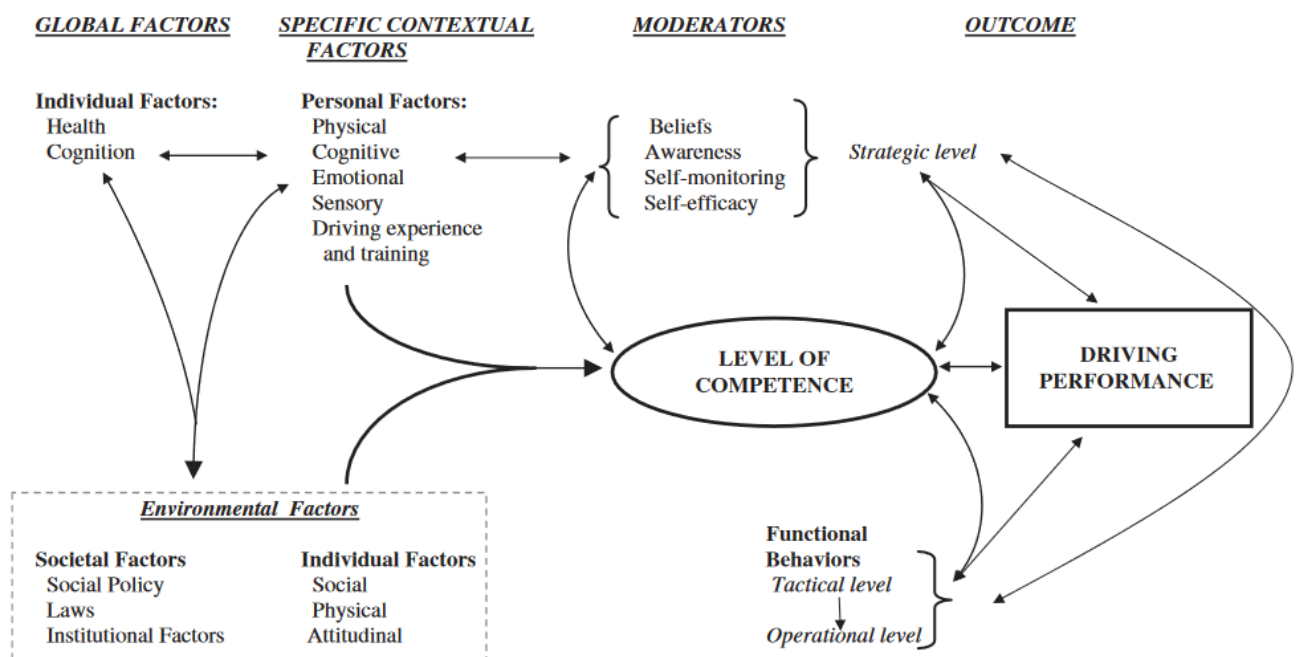 GLOBAL FACTORS
SPECIFIC CONTEXTUAL
FACTORS
MODERATORS
OUTCOME
Individual Factors:
Health
Cognition
Personal Factors:
Physical
Cognitive
Emotional
Sensory
Driving experience
and training
Beliefs
Awareness
Self-monitoring
Self-efficacy
Strategic level
LEVEL OF
COMPETENCE
DRIVING
PERFORMANCE
Environmental Factors
Societal Factors
Social Policy
Laws
Institutional Factors
Individual Factors
Social
Physical
Attitudinal
Functional
Behaviors
Tactical level
Operational level